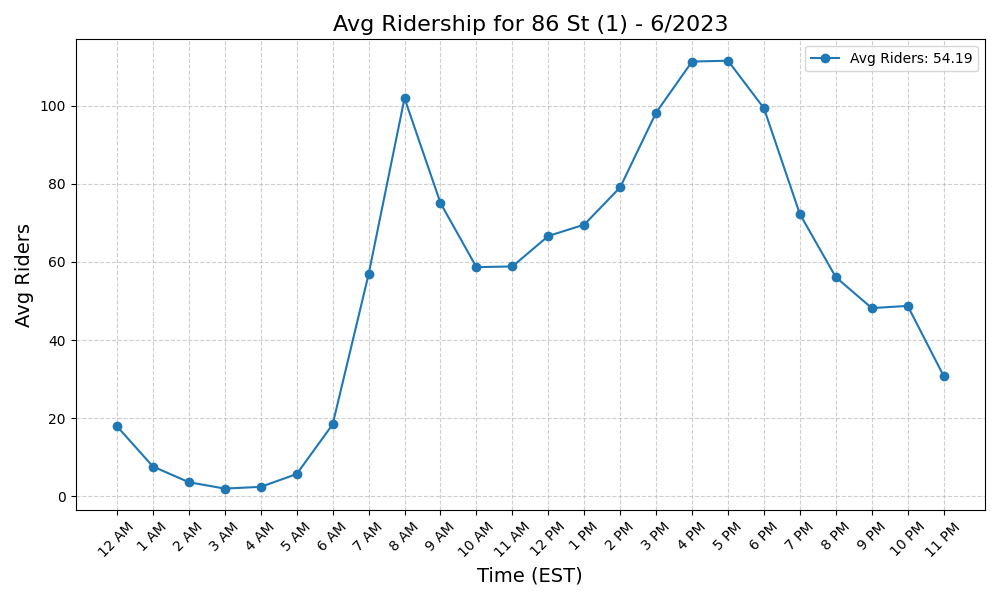 Avg Ridership for 86 St (1) - 6/2023
Avg Riders: 54.19
Avg Riders
100
80
60
40
20
0
12 AM
1 AM
2 AM
3 AM
4 AM
5 AM
6 AM
7 AM
8 AM
9 AM
10 AM
11 AM
12 PM
1 PM
2 PM
3 PM
4 PM
5 PM
6 PM
7 PM
8 PM
9 PM
10 PM
11 PM
Time (EST)